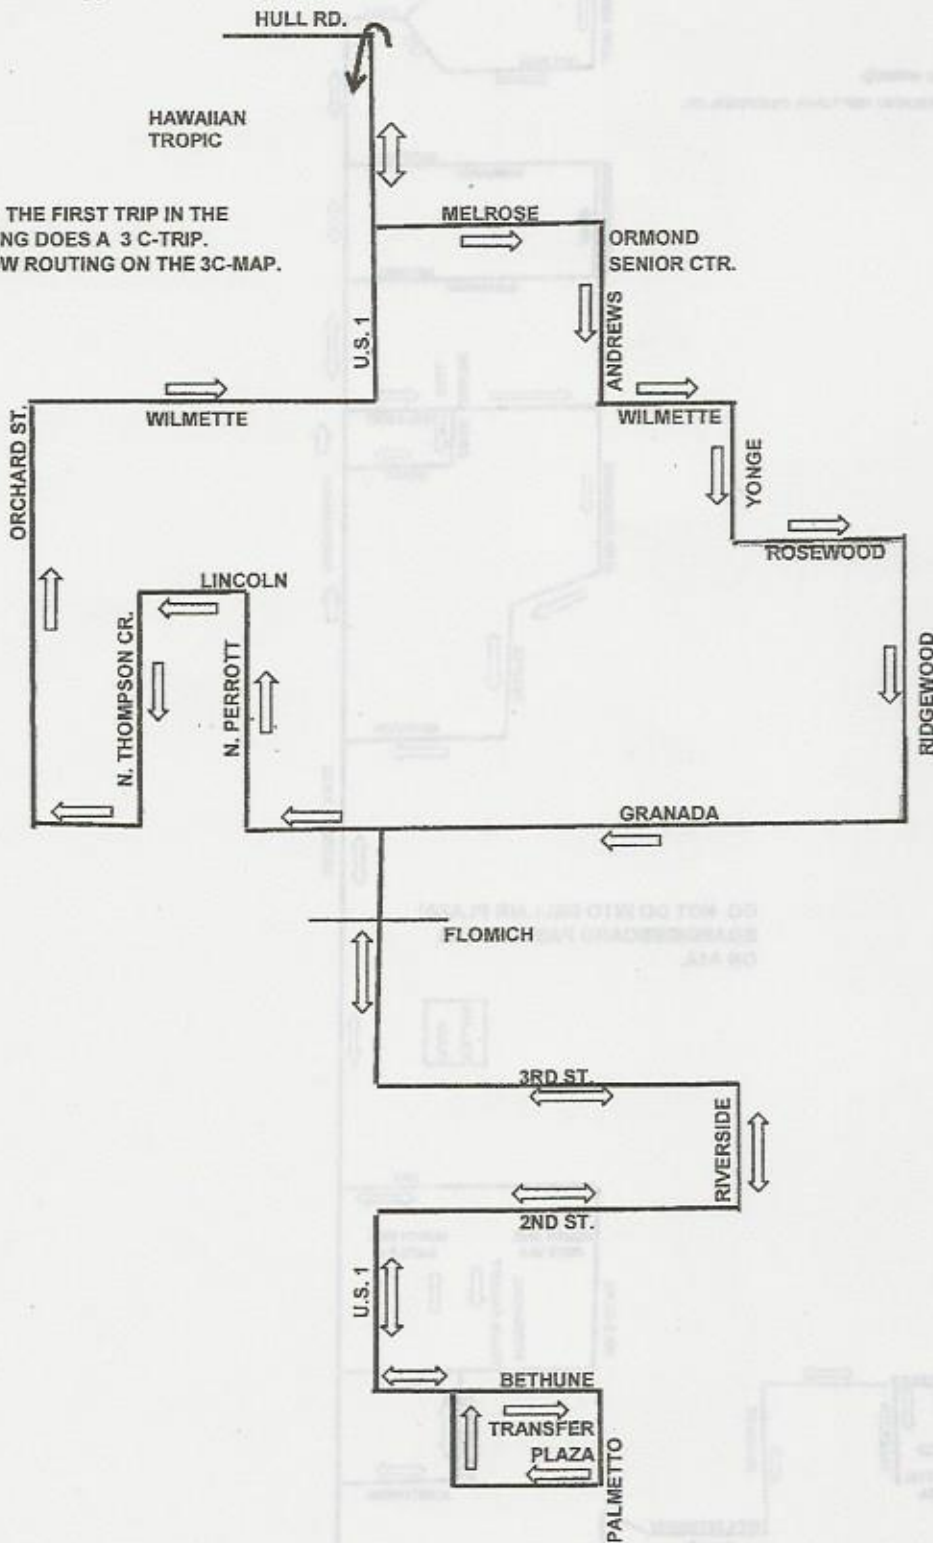 HULL RD.
HAWAIIAN
TROPIC
THE FIRST TRIP IN THE
NG DOES A 3 C-TRIP.
W ROUTING ON THE 3C-MAP.
MELROSE
ORMOND
SENIOR CTR.
U.S. 1
ANDREWS
WILMETTE
WILMETTE
ORCHARD ST.
YONGE
ROSEWOOD
LINCOLN
N. THOMPSON CR.
N. PERROTT
RIDGEWOOD
GRANADA
FLOMICH
3RD ST.
RIVERSIDE
2ND ST.
U.S. 1
BETHUNE
TRANSFER
PLAZA
PALMETTO